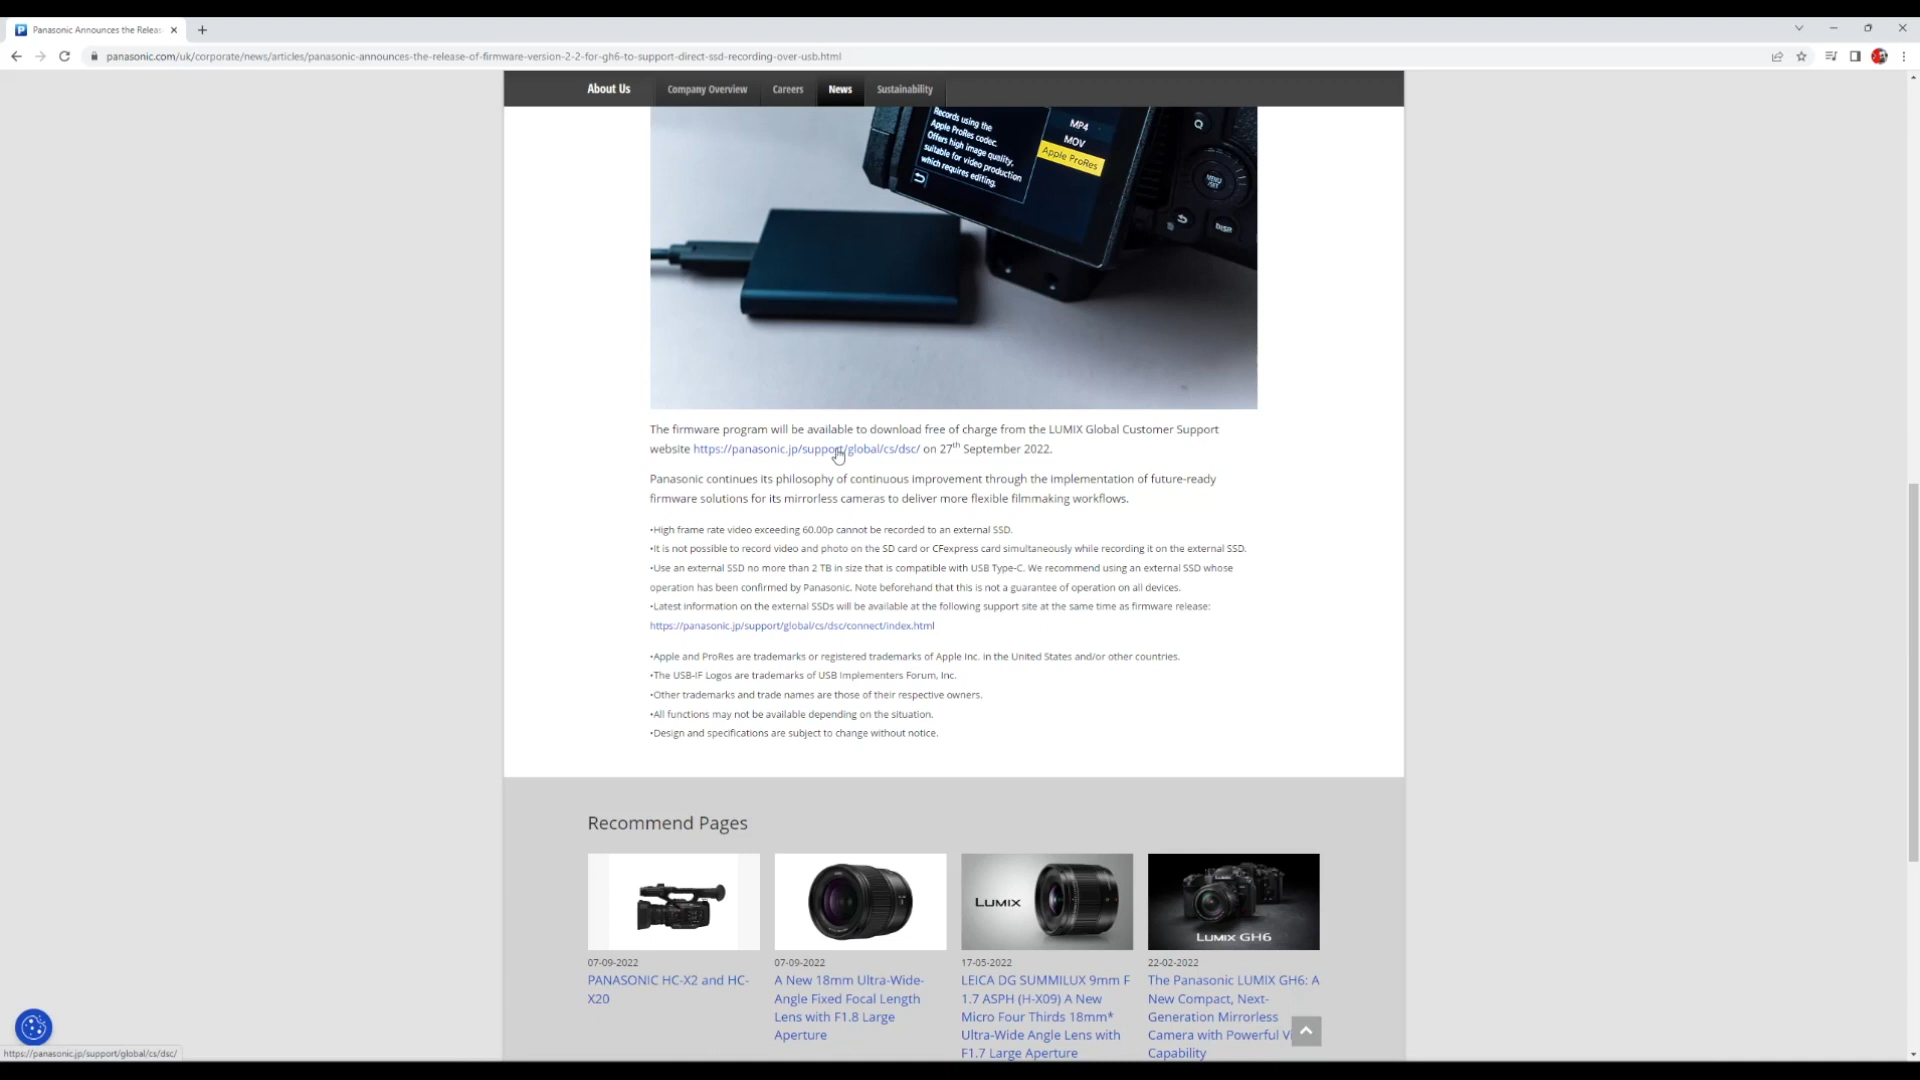 Panasonic Announces the Releas
panasonic.com/uk/corporate/news/articles/panasonic-announces-the-release-of-firmware-version-2-2-for-gh6-to-support-direct-ssd-recording-over-usb.html
About Us
Company Overview
Careers
News
Sustainability
Records using the
Apple ProRes codec.
Offers high image quality,
suitable for video production
which requires editing.
MP4
MOV
Apple ProRes
Q
MENU
/SET
DISP.
The firmware program will be available to download free of charge from the LUMIX Global Customer Support
website https://panasonic.jp/support/global/cs/dsc/ on 27th September 2022.
Panasonic continues its philosophy of continuous improvement through the implementation of future-ready
firmware solutions for its mirrorless cameras to deliver more flexible filmmaking workflows.
•High frame rate video exceeding 60.00p cannot be recorded to an external SSD.
•It is not possible to record video and photo on the SD card or CFexpress card simultaneously while recording it on the external SSD.
•Use an external SSD no more than 2 TB in size that is compatible with USB Type-C. We recommend using an external SSD whose
operation has been confirmed by Panasonic. Note beforehand that this is not a guarantee of operation on all devices.
•Latest information on the external SSDs will be available at the following support site at the same time as firmware release:
https://panasonic.jp/support/global/cs/dsc/connect/index.html
•Apple and ProRes are trademarks or registered trademarks of Apple Inc. in the United States and/or other countries.
•The USB-IF Logos are trademarks of USB Implementers Forum, Inc.
•Other trademarks and trade names are those of their respective owners.
•All functions may not be available depending on the situation.
•Design and specifications are subject to change without notice.
Recommend Pages
LUMIX
LUMIX GH6
07-09-2022
PANASONIC HC-X2 and HC-
X20
07-09-2022
A New 18mm Ultra-Wide-
Angle Fixed Focal Length
Lens with F1.8 Large
Aperture
17-05-2022
LEICA DG SUMMILUX 9mm F
1.7 ASPH (H-X09) A New
Micro Four Thirds 18mm*
Ultra-Wide Angle Lens with
F1.7 Large Aperture
22-02-2022
The Panasonic LUMIX GH6: A
New Compact, Next-
Generation Mirrorless
Camera with Powerful Vi
Capability
https://panasonic.jp/support/global/cs/dsc/